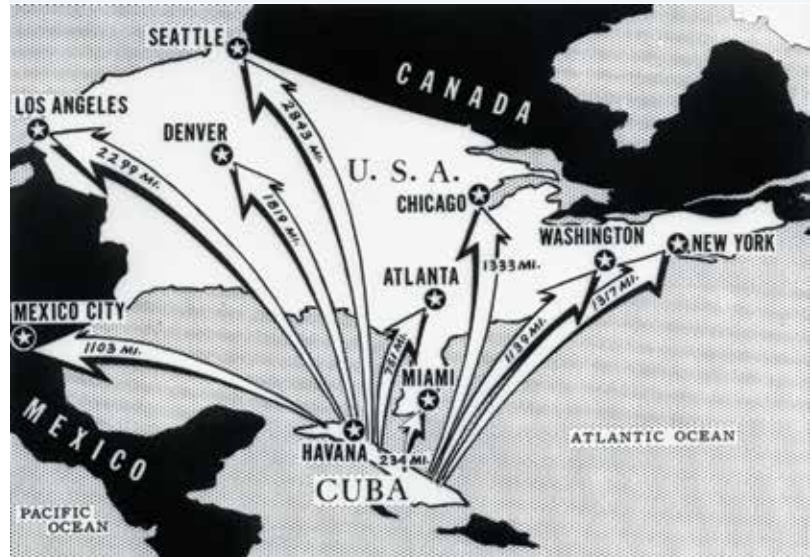 SEATTLE
CANADA
LOS ANGELES
DENVER
2843 MI.
2299 MI.
U. S. A.
1819 MI.
CHICAGO
WASHINGTON
NEW YORK
1333 MI.
ATLANTA
MEXICO CITY
1317 MI.
1103 MI.
1139 MI.
731 MI.
MIAMI
MEXICO
HAVANA
234 MI.
ATLANTIC OCEAN
CUBA
PACIFIC
OCEAN